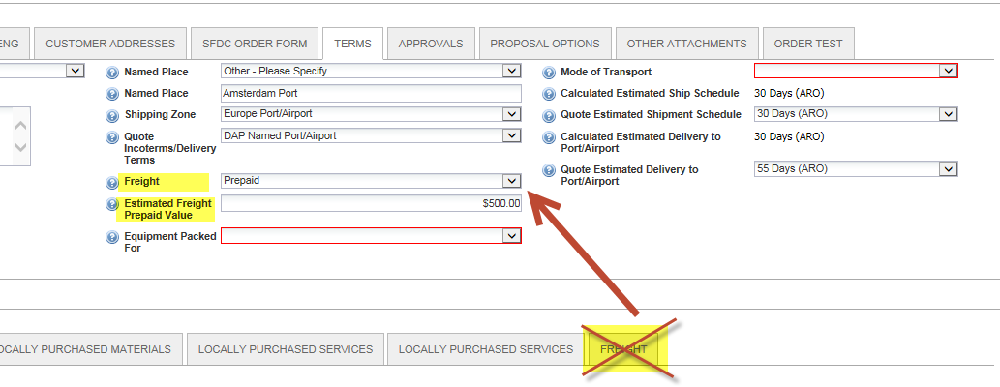 ENG
CUSTOMER ADDRESSES
SFDC ORDER FORM
TERMS
APPROVALS
PROPOSAL OPTIONS
OTHER ATTACHMENTS
ORDER TEST
Named Place
Other - Please Specify
Named Place
Amsterdam Port
Shipping Zone
Europe Port/Airport
Quote
Incoterms/Delivery
Terms
DAP Named Port/Airport
Freight
Prepaid
Estimated Freight
Prepaid Value
$500.00
Equipment Packed
For
Mode of Transport
Calculated Estimated Ship Schedule
30 Days (ARO)
Quote Estimated Shipment Schedule
30 Days (ARO)
Calculated Estimated Delivery to
Port/Airport
30 Days (ARO)
Quote Estimated Delivery to
Port/Airport
55 Days (ARO)
OCALLY PURCHASED MATERIALS
LOCALLY PURCHASED SERVICES
LOCALLY PURCHASED SERVICES
FREIGHT